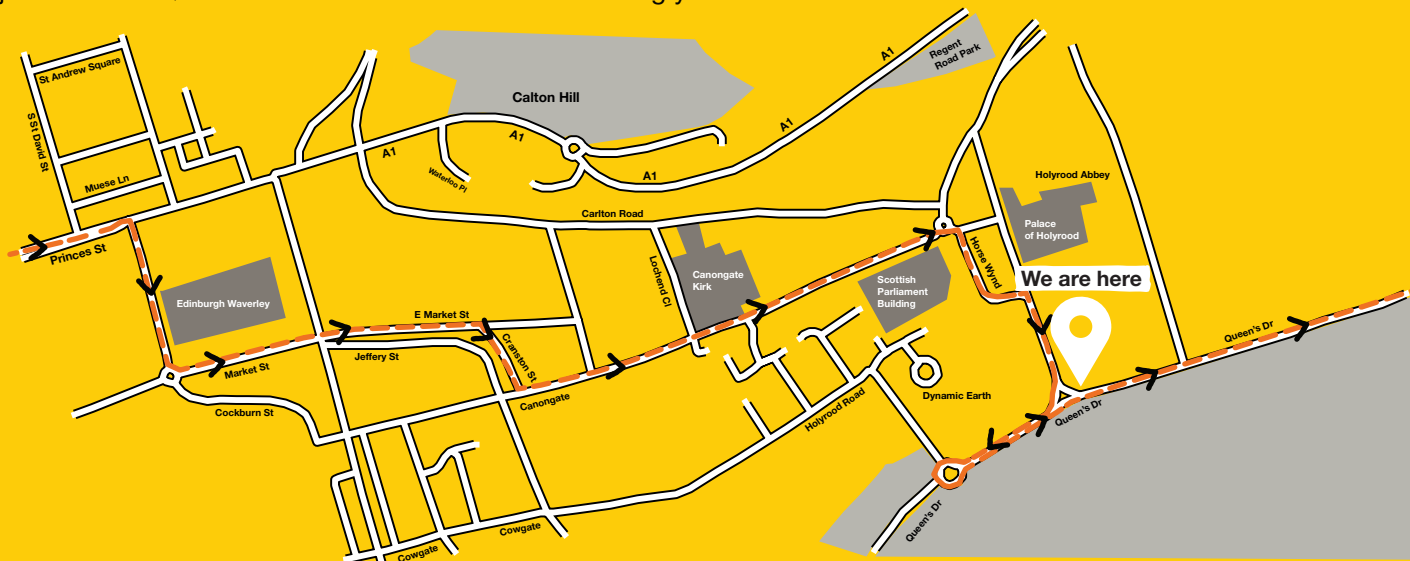 St Andrew Square
S St David St
Muese Ln
Princes St
Edinburgh Waverley
Calton Hill
A1
A1
A1
A1
A1
Waterloo Pl
Regent
Road Park
Carlton Road
Lochend Cl
Canongate
Kirk
E Market St
Cranston St
Jeffery St
Market St
Cockburn St
Canongate
Cowgate
Cowgate
Holyrood Road
Dynamic Earth
Scottish
Parliament
Building
Horse Wynd
Holyrood Abbey
Palace
of Holyrood
We are here
Queen's Dr
Queen's Dr
Queen's Dr